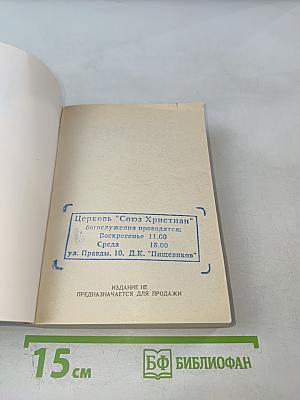 Церковь "Союз Христиан"
богослужения проводятся:
Воскресенье 11.00
Среда 18.00
ул. Правды, 10, Д.К. "Пищевиков"
ИЗДАНИЕ НЕ
ПРЕДНАЗНАЧАЕТСЯ ДЛЯ ПРОДАЖИ
15 см
БФ БИБЛИОФАН